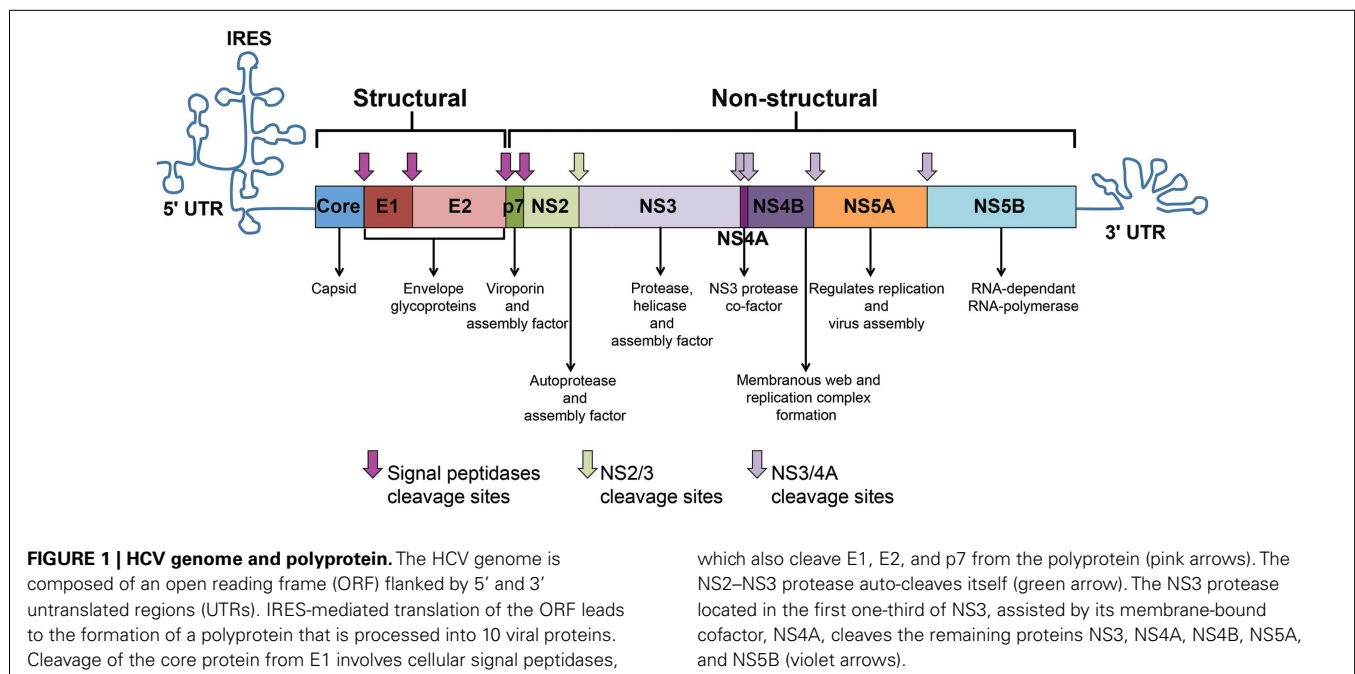 IRES
Structural
Non-structural
5' UTR
Core
E1
E2
p7
NS2
NS3
NS4A
NS4B
NS5A
NS5B
3' UTR
Capsid
Envelope
glycoproteins
Viroporin
and
assembly factor
Autoprotease
and
assembly factor
Protease,
helicase
and
assembly factor
NS3 protease
co-factor
Membranous web and
replication complex
formation
Regulates replication
and
virus assembly
RNA-dependant
RNA-polymerase
Signal peptidases
cleavage sites
NS2/3
cleavage sites
NS3/4A
cleavage sites
FIGURE 1 | HCV genome and polyprotein. The HCV genome is
composed of an open reading frame (ORF) flanked by 5′ and 3′
untranslated regions (UTRs). IRES-mediated translation of the ORF leads
to the formation of a polyprotein that is processed into 10 viral proteins.
Cleavage of the core protein from E1 involves cellular signal peptidases,
which also cleave E1, E2, and p7 from the polyprotein (pink arrows). The
NS2–NS3 protease auto-cleaves itself (green arrow). The NS3 protease
located in the first one-third of NS3, assisted by its membrane-bound
cofactor, NS4A, cleaves the remaining proteins NS3, NS4A, NS4B, NS5A,
and NS5B (violet arrows).